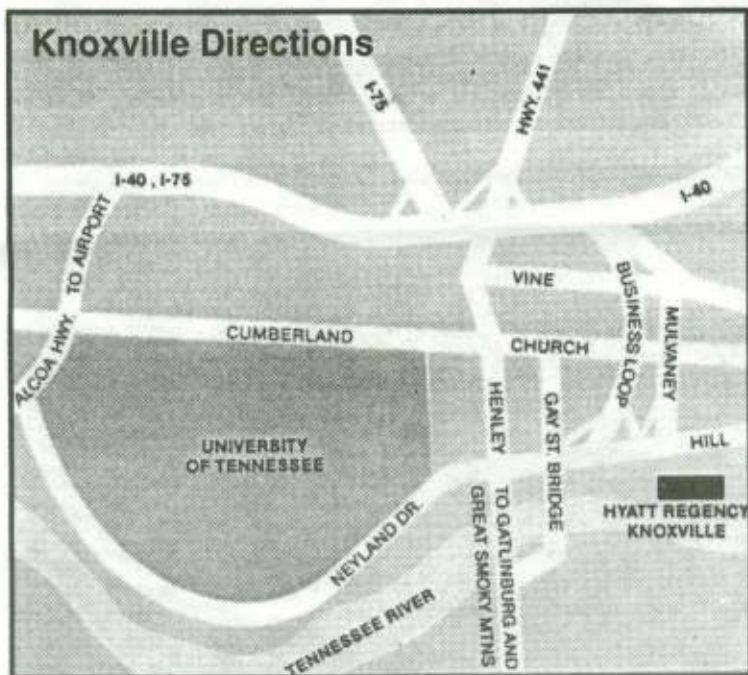 Knoxville Directions
I-75
HWY. 441
I-40 , I-75
I-40
ALCOA HWY. TO AIRPORT
VINE
BUSINESS LOOP
MULVANEY
CUMBERLAND
CHURCH
HENLEY
GAY ST. BRIDGE
HILL
UNIVERBITY
OF TENNESSEE
TO GATLINBURG AND
GREAT SMOKY MTNS
HYATT REGENCY
KNOXVILLE
NEYLAND DR.
TENNESSEE RIVER